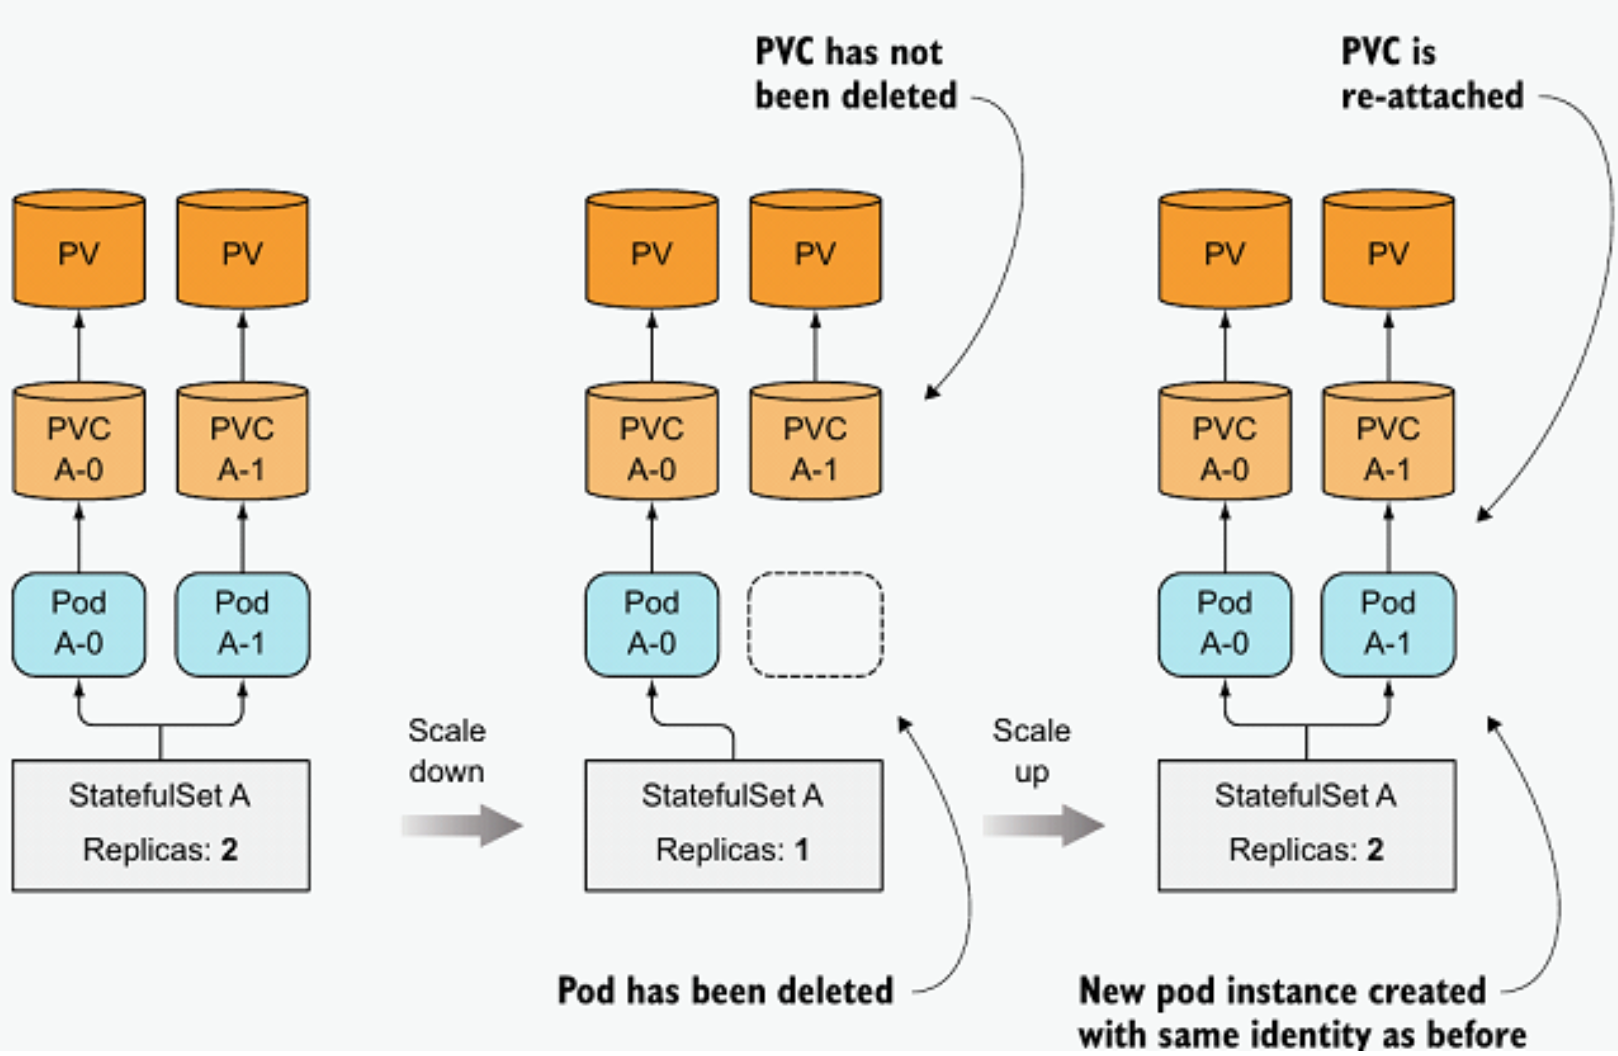 PVC has not
been deleted
PVC is
re-attached
PV
PV
PV
PV
PV
PV
PVC
A-0
PVC
A-1
PVC
A-0
PVC
A-1
PVC
A-0
PVC
A-1
Pod
A-0
Pod
A-1
Pod
A-0
Pod
A-0
Pod
A-1
Scale
down
Scale
up
StatefulSet A
Replicas: 2
StatefulSet A
Replicas: 1
StatefulSet A
Replicas: 2
Pod has been deleted
New pod instance created
with same identity as before